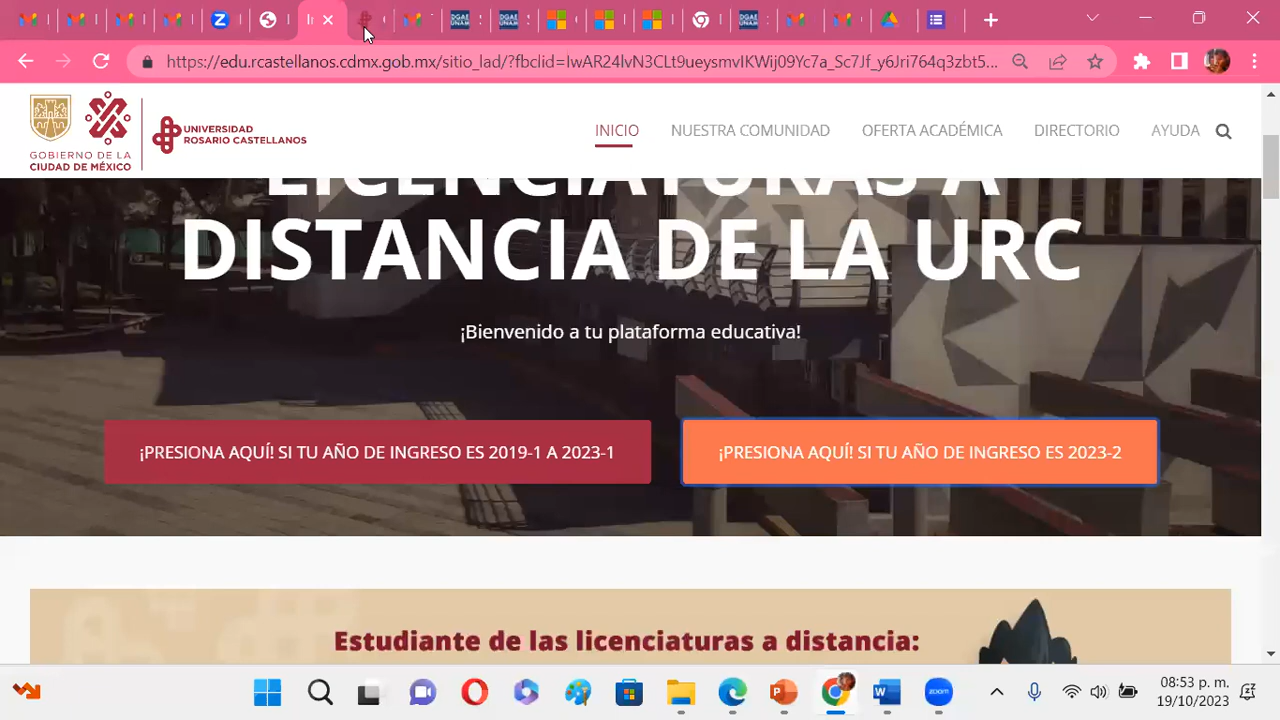 https://edu.rcastellanos.cdmx.gob.mx/sitio_lad/?fbclid=IwAR24lvN3CLt9ueysmvIKWij09Yc7a_Sc7Jf_y6Jri764q3zbt5...
GOBIERNO DE LA
CIUDAD DE MÉXICO
UNIVERSIDAD
ROSARIO CASTELLANOS
INICIO
NUESTRA COMUNIDAD
OFERTA ACADÉMICA
DIRECTORIO
AYUDA
LICENCIATURAS A
DISTANCIA DE LA URC
¡Bienvenido a tu plataforma educativa!
¡PRESIONA AQUÍ! SI TU AÑO DE INGRESO ES 2019-1 A 2023-1
¡PRESIONA AQUÍ! SI TU AÑO DE INGRESO ES 2023-2
Estudiante de las licenciaturas a distancia:
zoom
08:53 p. m.
19/10/2023